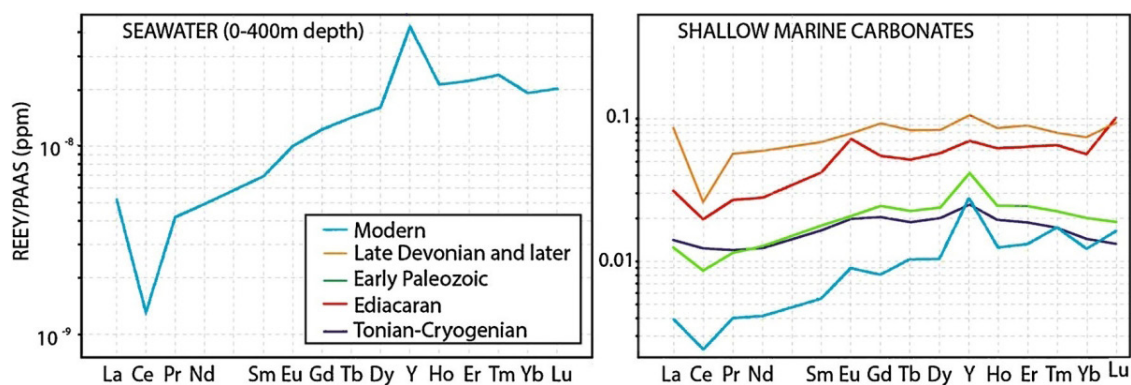 SEAWATER (0-400m depth)
SHALLOW MARINE CARBONATES
REEY/PAAS (ppm)
10⁻⁸
10⁻⁹
0.1
0.01
Modern
Late Devonian and later
Early Paleozoic
Ediacaran
Tonian-Cryogenian
La Ce Pr Nd Sm Eu Gd Tb Dy Y Ho Er Tm Yb Lu
La Ce Pr Nd Sm Eu Gd Tb Dy Y Ho Er Tm Yb Lu